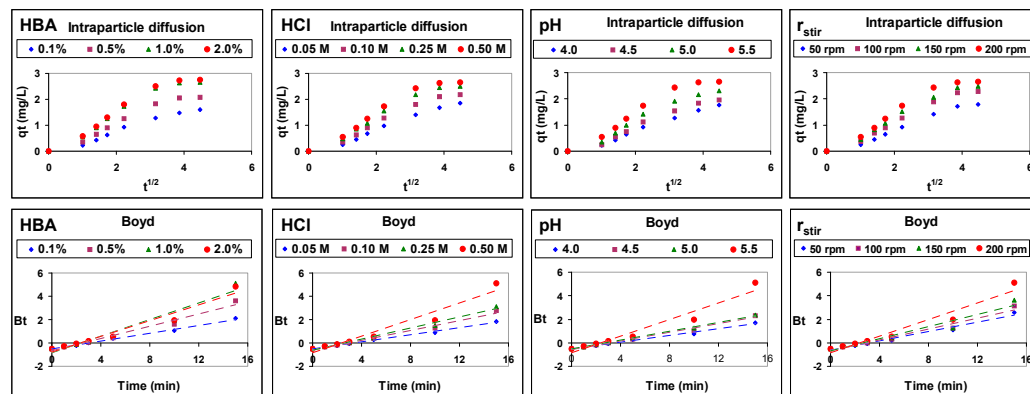 HBA
Intraparticle diffusion
0.1% 0.5% 1.0% 2.0%
qt (mg/L)
3
2
1
0
0 2 4 6
t1/2
HCl
Intraparticle diffusion
0.05 M 0.10 M 0.25 M 0.50 M
qt (mg/L)
3
2
1
0
0 2 4 6
t1/2
pH
Intraparticle diffusion
4.0 4.5 5.0 5.5
qt (mg/L)
3
2
1
0
0 2 4 6
t1/2
rstir
Intraparticle diffusion
50 rpm 100 rpm 150 rpm 200 rpm
qt (mg/L)
3
2
1
0
0 2 4 6
t1/2
HBA
Boyd
0.1% 0.5% 1.0% 2.0%
Bt
6
4
2
0
-2
0 4 8 12 16
Time (min)
HCl
Boyd
0.05 M 0.10 M 0.25 M 0.50 M
Bt
6
4
2
0
-2
0 4 8 12 16
Time (min)
pH
Boyd
4.0 4.5 5.0 5.5
Bt
6
4
2
0
-2
0 4 8 12 16
Time (min)
rstir
Boyd
50 rpm 100 rpm 150 rpm 200 rpm
Bt
6
4
2
0
-2
0 4 8 12 16
Time (min)